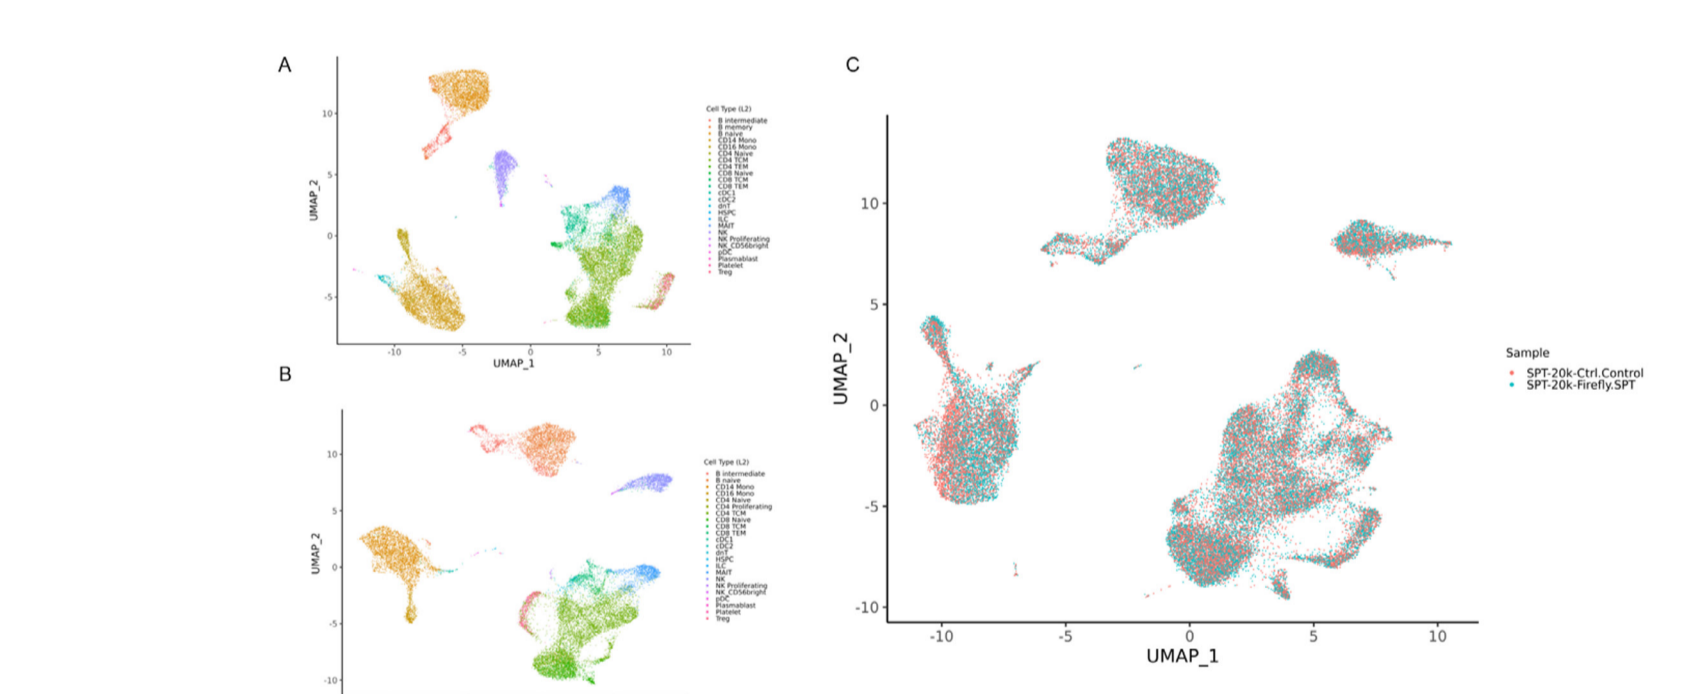 A
UMAP_2
10
5
0
-5
-10
-5
0
5
10
UMAP_1
Cell Type (L2)
B intermediate
B memory
B naive
CD14 Mono
CD16 Mono
CD4 Naive
CD4 TCM
CD4 TEM
CD8 Naive
CD8 TCM
CD8 TEM
cDC1
cDC2
dnT
HSPC
ILC
MAIT
NK
NK Proliferating
NK_CD56bright
pDC
Plasmablast
Platelet
Treg
B
UMAP_2
10
5
0
-5
-10
Cell Type (L2)
B intermediate
B naive
CD14 Mono
CD16 Mono
CD4 Naive
CD4 Proliferating
CD4 TCM
CD8 Naive
CD8 TCM
CD8 TEM
cDC1
cDC2
dnT
HSPC
ILC
MAIT
NK
NK Proliferating
NK_CD56bright
pDC
Plasmablast
Platelet
Treg
C
UMAP_2
10
5
0
-5
-10
-10
-5
0
5
10
UMAP_1
Sample
SPT-20k-Ctrl.Control
SPT-20k-Firefly.SPT